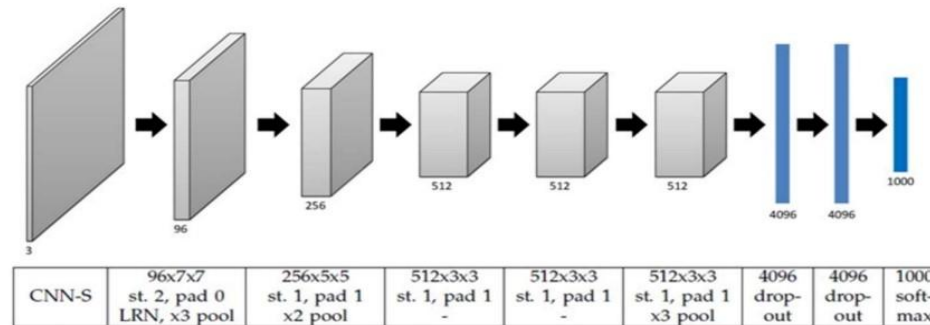 3
96
256
512
512
512
4096
4096
1000
CNN-S
96x7x7
st. 2, pad 0
LRN, x3 pool
256x5x5
st. 1, pad 1
x2 pool
512x3x3
st. 1, pad 1
-
512x3x3
st. 1, pad 1
-
512x3x3
st. 1, pad 1
x3 pool
4096
drop-
out
4096
drop-
out
1000
soft-
max